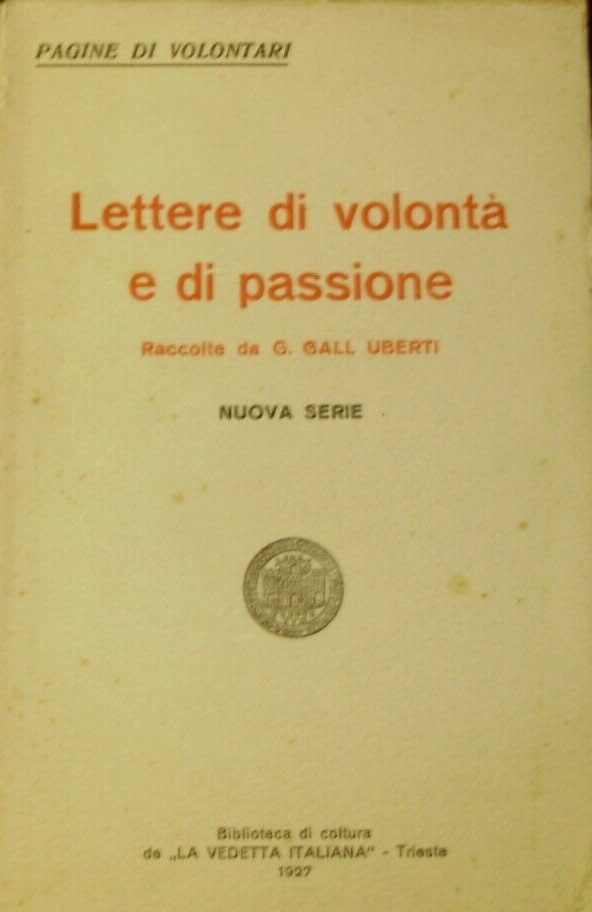 PAGINE DI VOLONTARI
Lettere di volontà
e di passione
Raccolte da G. GALL UBERTI
NUOVA SERIE
Biblioteca di coltura
de „LA VEDETTA ITALIANA“ - Trieste
1927